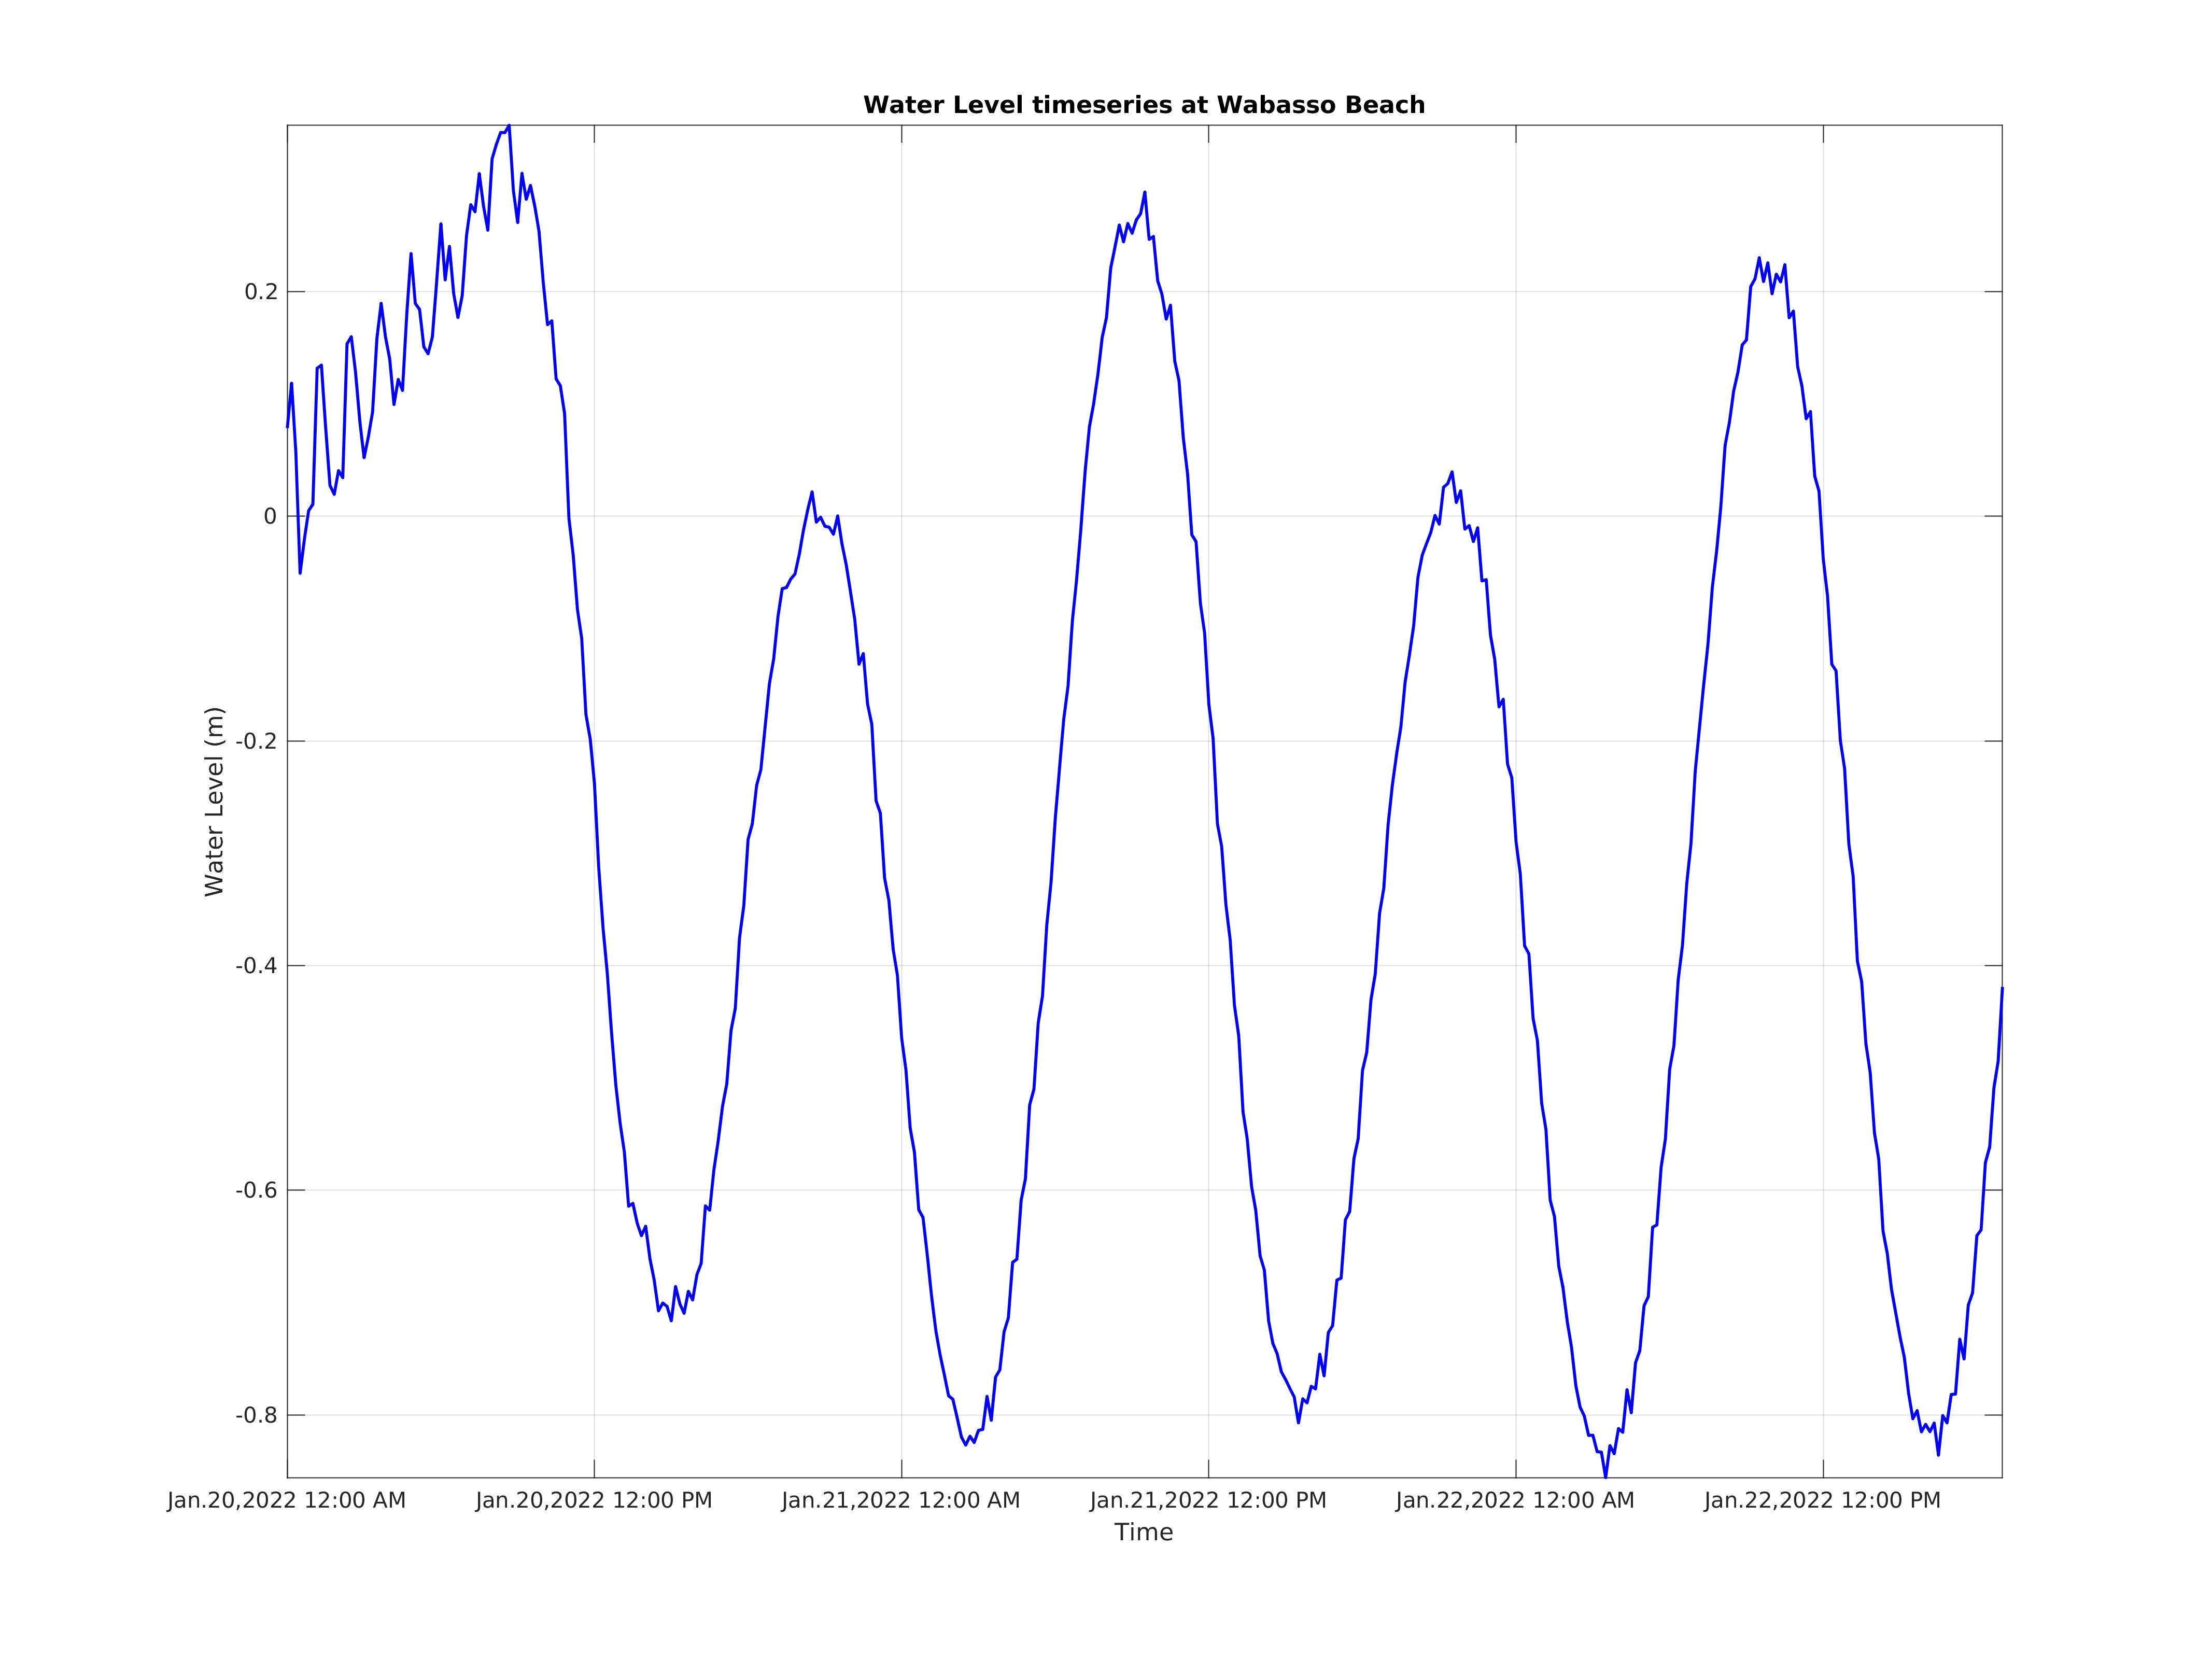 Water Level timeseries at Wabasso Beach
0.2
0
-0.2
-0.4
-0.6
-0.8
Water Level (m)
Jan.20,2022 12:00 AM
Jan.20,2022 12:00 PM
Jan.21,2022 12:00 AM
Jan.21,2022 12:00 PM
Jan.22,2022 12:00 AM
Jan.22,2022 12:00 PM
Time